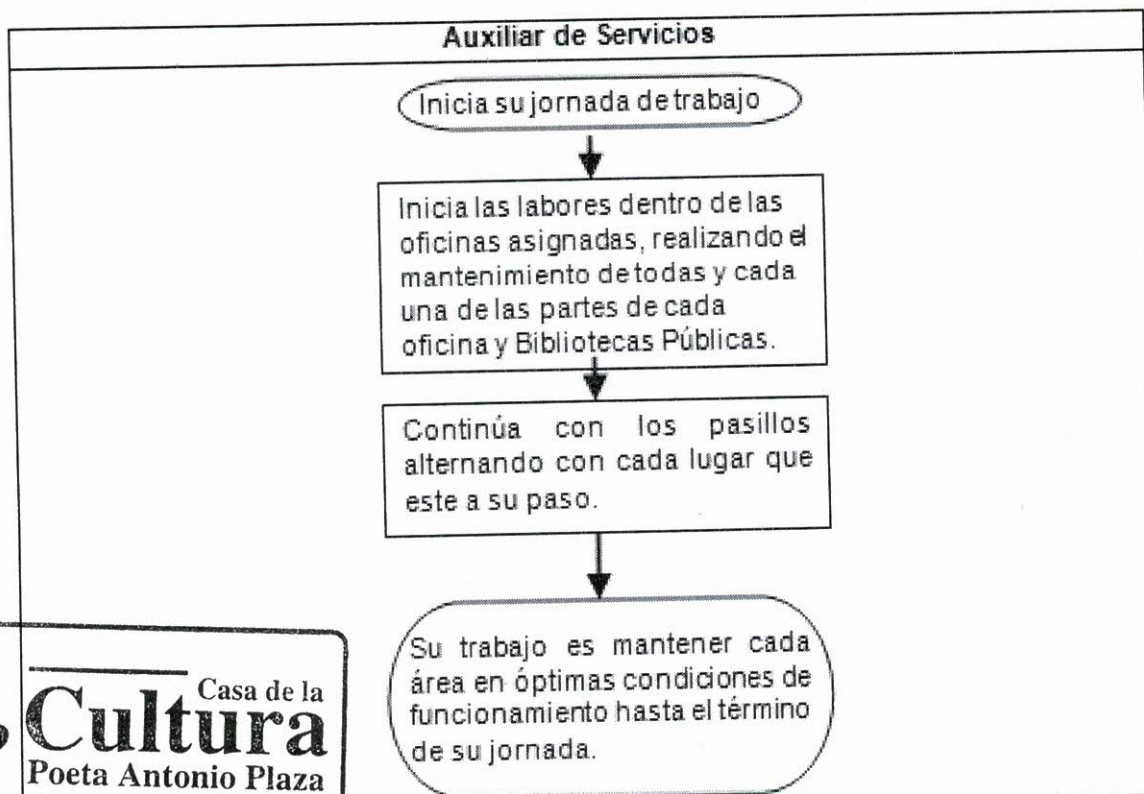 Auxiliar de Servicios
Inicia su jornada de trabajo
Inicia las labores dentro de las
oficinas asignadas, realizando el
mantenimiento de todas y cada
una de las partes de cada
oficina y Bibliotecas Públicas.
Continúa con los pasillos
alternando con cada lugar que
este a su paso.
Su trabajo es mantener cada
área en óptimas condiciones de
funcionamiento hasta el término
de su jornada.
Casa de la
Cultura
Poeta Antonio Plaza